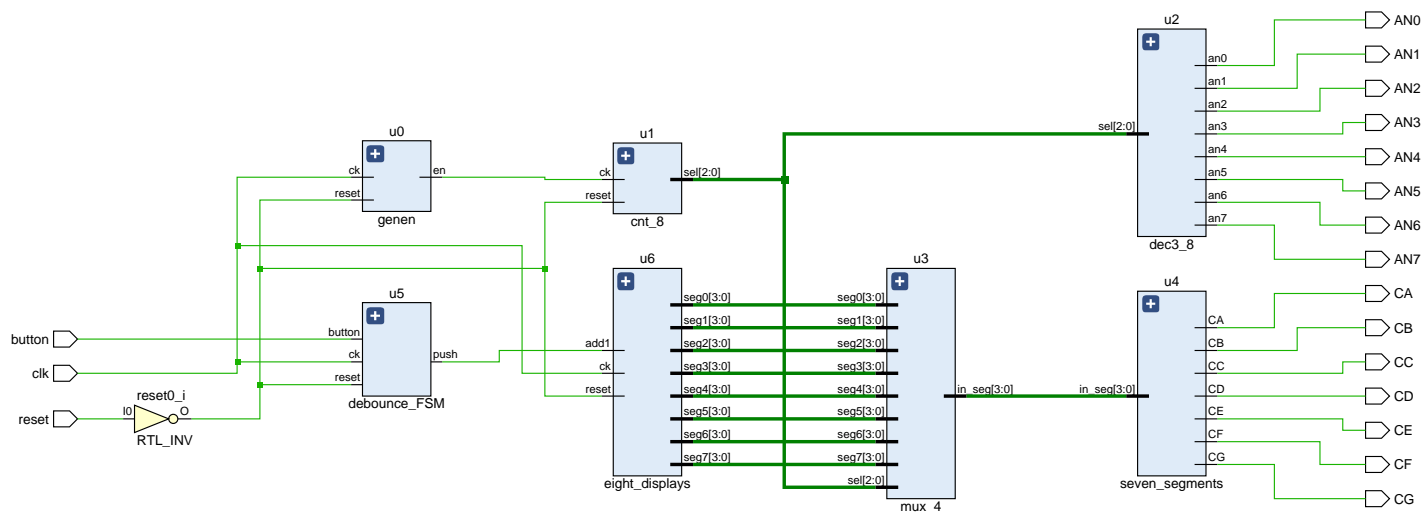 button
clk
reset
reset0_i
I0
O
RTL_INV
u0
ck
reset
en
genen
u5
button
ck
reset
push
debounce_FSM
u1
ck
reset
sel[2:0]
cnt_8
u6
add1
ck
reset
seg0[3:0]
seg1[3:0]
seg2[3:0]
seg3[3:0]
seg4[3:0]
seg5[3:0]
seg6[3:0]
seg7[3:0]
eight_displays
u3
seg0[3:0]
seg1[3:0]
seg2[3:0]
seg3[3:0]
seg4[3:0]
seg5[3:0]
seg6[3:0]
seg7[3:0]
sel[2:0]
in_seg[3:0]
mux_4
u2
sel[2:0]
an0
an1
an2
an3
an4
an5
an6
an7
dec3_8
u4
in_seg[3:0]
CA
CB
CC
CD
CE
CF
CG
seven_segments
AN0
AN1
AN2
AN3
AN4
AN5
AN6
AN7
CA
CB
CC
CD
CE
CF
CG